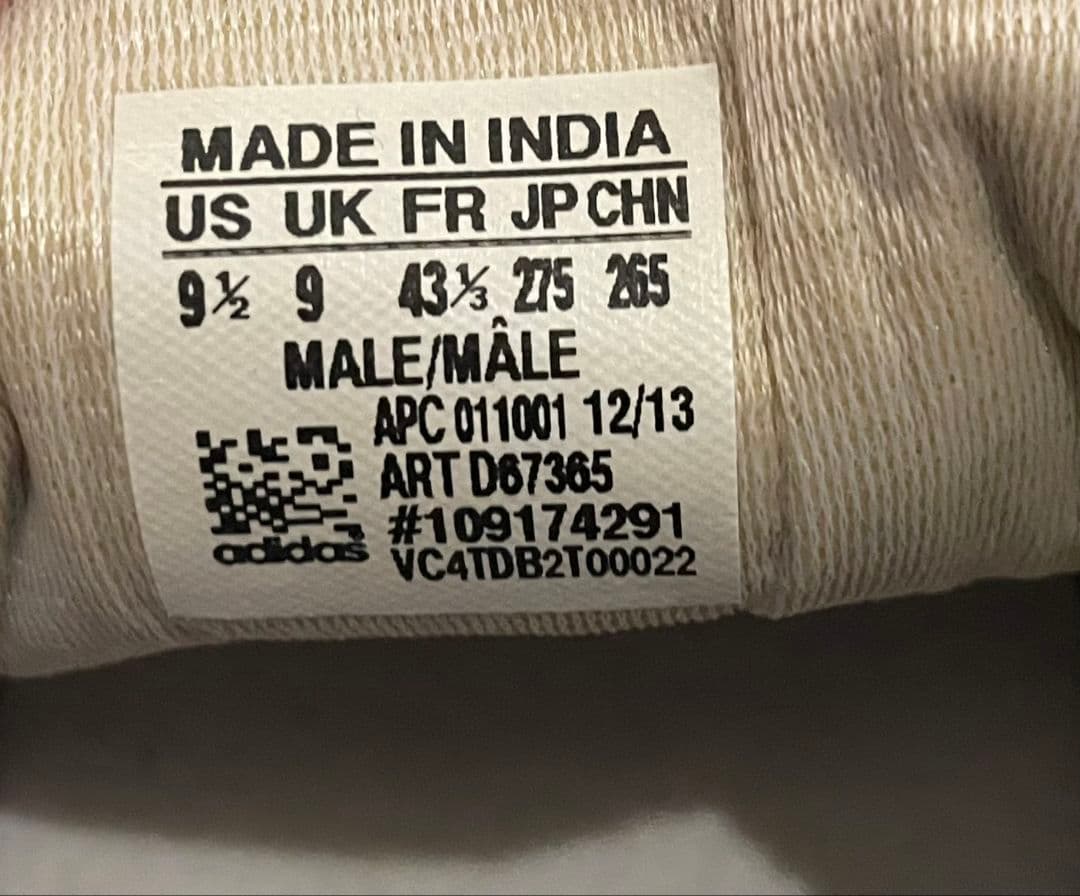 MADE IN INDIA
US UK FR JP CHN
9½ 9 43⅓ 275 265
MALE/MÂLE
APC 011001 12/13
ART D67365
#109174291
adidas VC4TDB2T00022